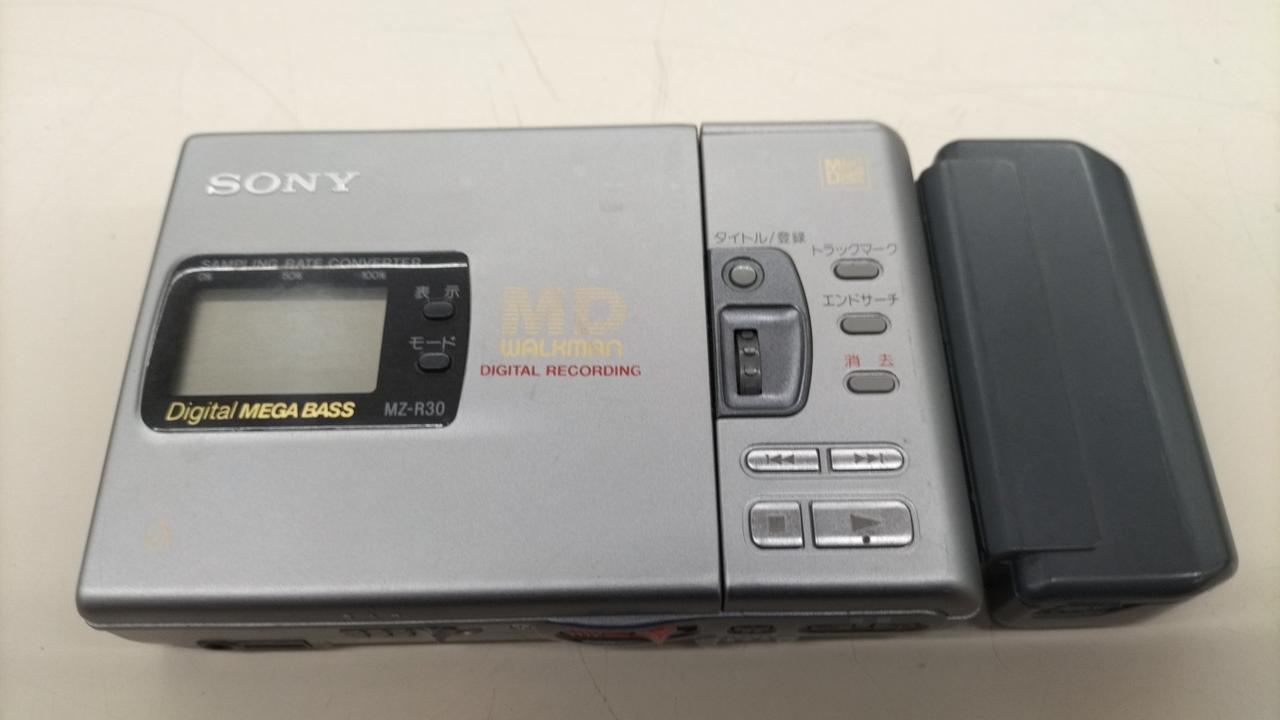 SONY
Mini Disc
タイトル/登録
トラックマーク
SAMPLING RATE CONVERTER
0% 50% 100%
表 示
エンドサーチ
MD
WALKMAN
モード
消 去
DIGITAL RECORDING
Digital MEGA BASS MZ-R30